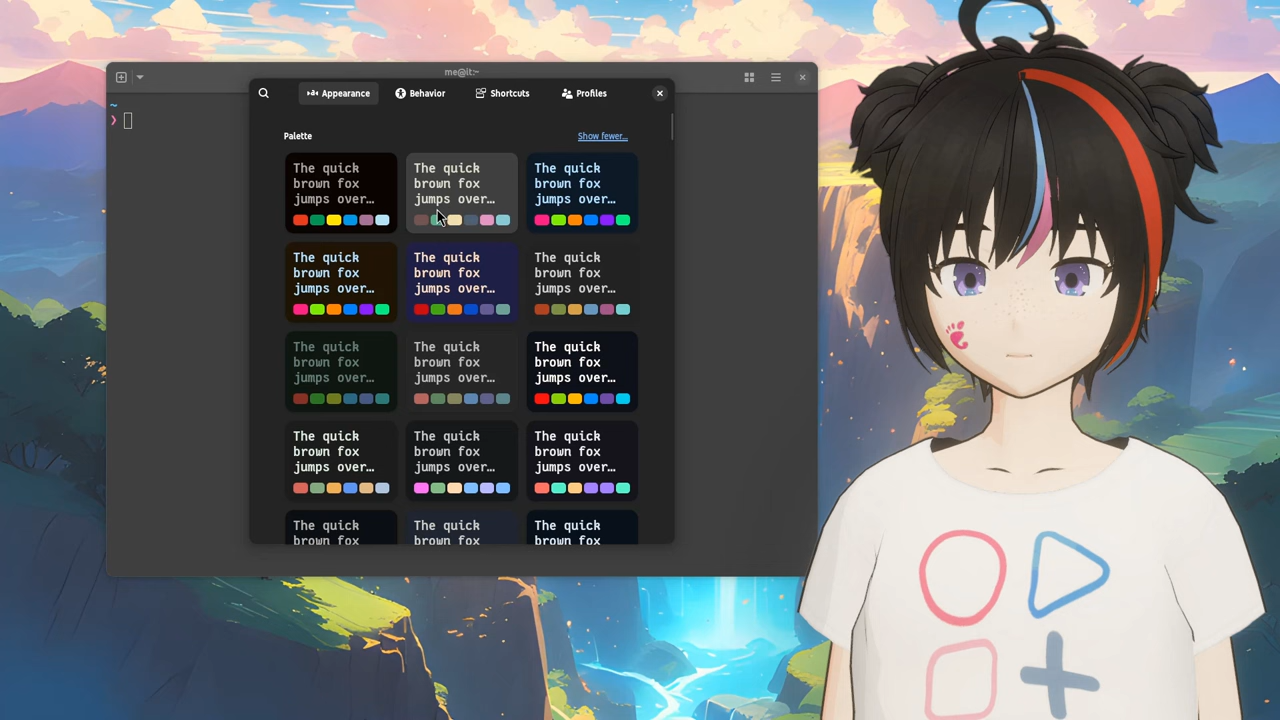 me@lt:~
~
❯
Appearance
Behavior
Shortcuts
Profiles
Palette
Show fewer...
The quick
brown fox
jumps over…
The quick
brown fox
jumps over…
The quick
brown fox
jumps over…
The quick
brown fox
jumps over…
The quick
brown fox
jumps over…
The quick
brown fox
jumps over…
The quick
brown fox
jumps over…
The quick
brown fox
jumps over…
The quick
brown fox
jumps over…
The quick
brown fox
jumps over…
The quick
brown fox
jumps over…
The quick
brown fox
jumps over…
The quick
brown fox
The quick
brown fox
The quick
brown fox